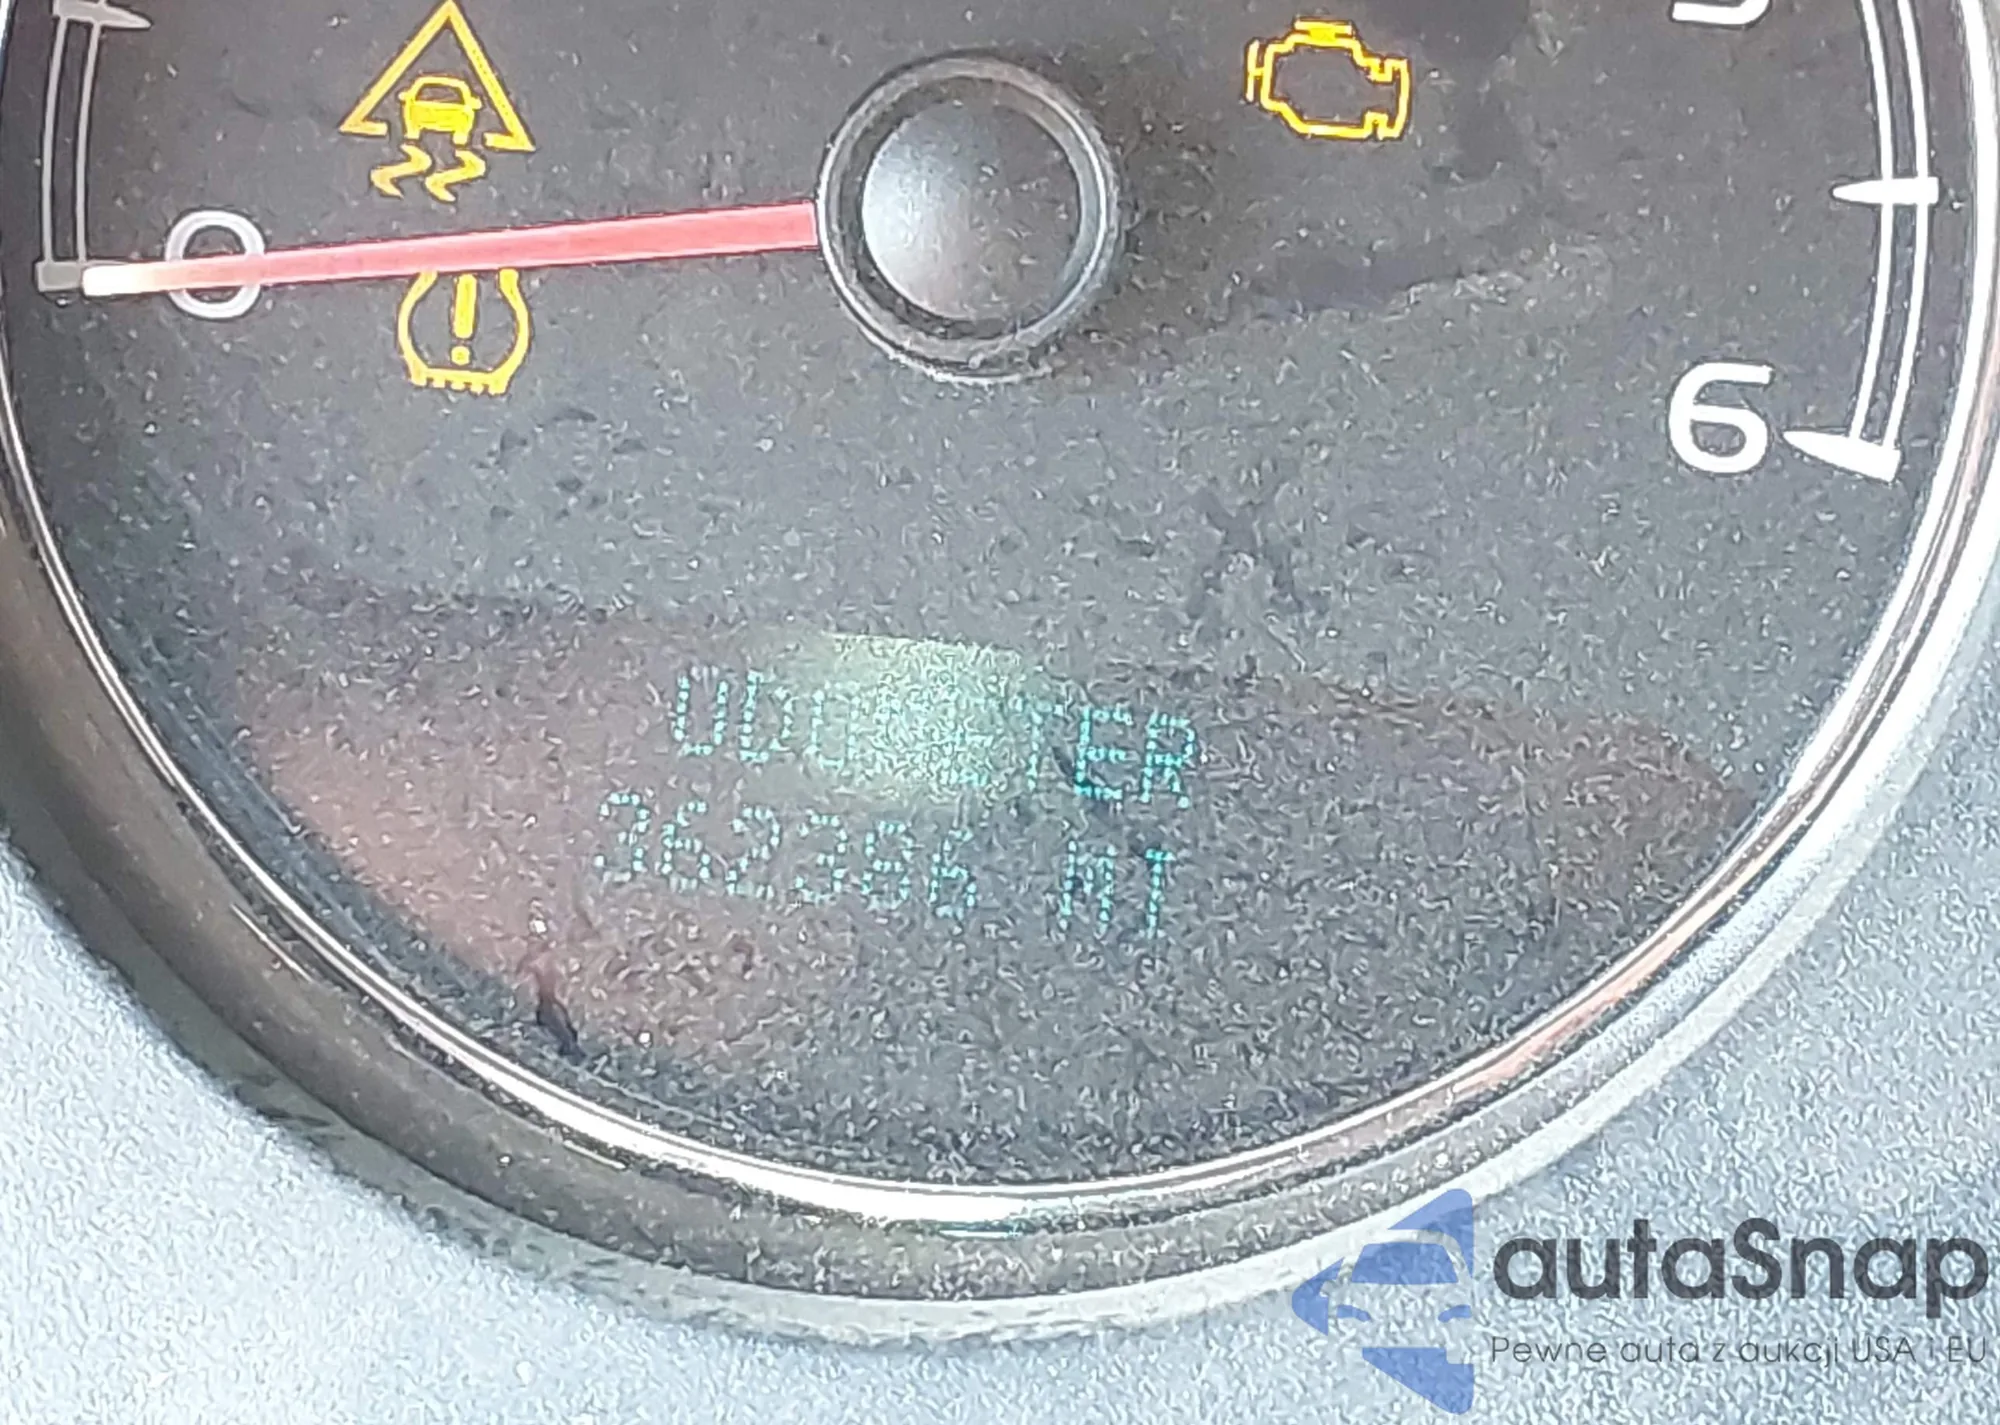 0
6
ODOMETER
362386 MI
autaSnap
Pewne auta z aukcji USA i EU